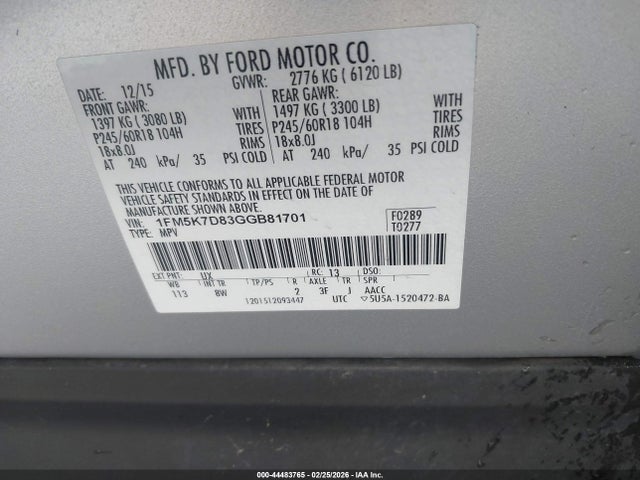 MFD. BY FORD MOTOR CO.
DATE: 12/15 GVWR: 2776 KG ( 6120 LB)
FRONT GAWR: REAR GAWR:
1397 KG ( 3080 LB) WITH 1497 KG ( 3300 LB) WITH
P245/60R18 104H TIRES P245/60R18 104H TIRES
18x8.0J RIMS 18x8.0J RIMS
AT 240 kPa/ 35 PSI COLD AT 240 kPa/ 35 PSI COLD
THIS VEHICLE CONFORMS TO ALL APPLICABLE FEDERAL MOTOR
VEHICLE SAFETY STANDARDS IN EFFECT ON THE DATE OF
MANUFACTURE SHOWN ABOVE.
VIN: 1FM5K7D83GGB81701 F0289
TYPE: MPV T0277
EXT PNT: UX RC: 13 DSO:
WB INT TR TP/PS R AXLE TR SPR
113 8W 2 3F J AACC
1201512093447 UTC ▽5U5A-1520472-BA
000-44483765 - 02/25/2026 - IAA Inc.